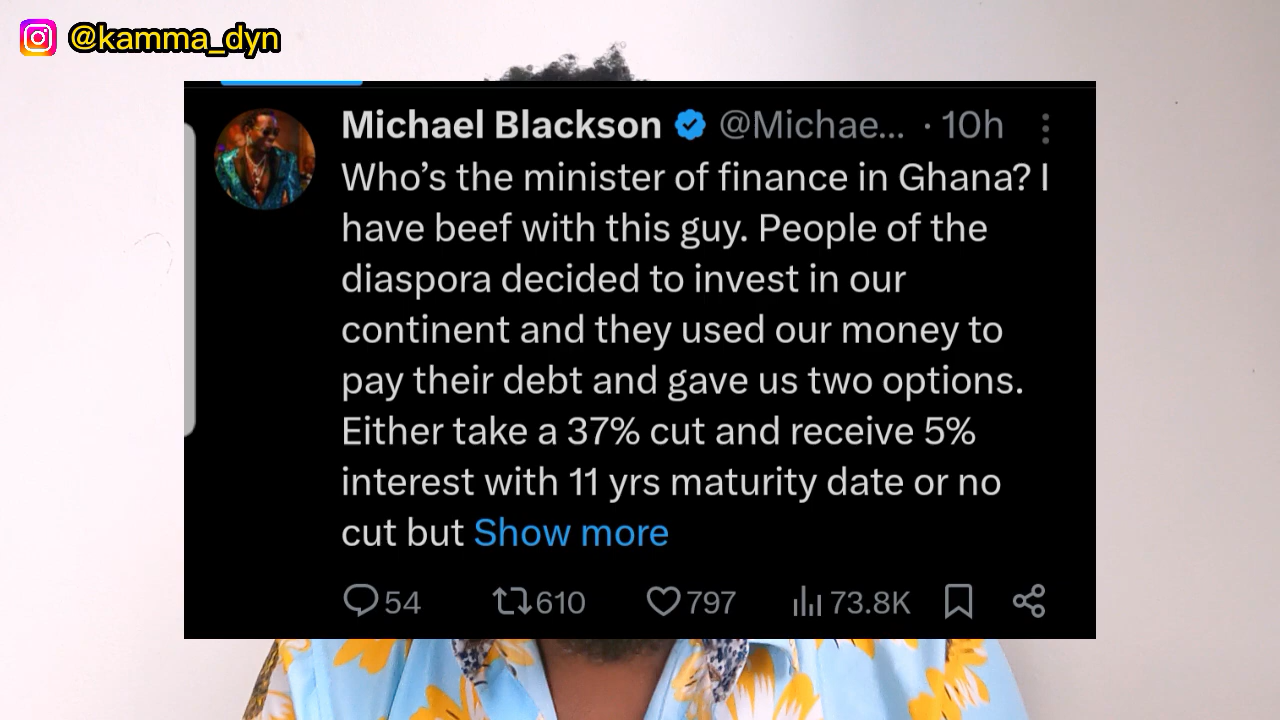 @kamma_dyn
Michael Blackson @Michae... · 10h
Who’s the minister of finance in Ghana? I
have beef with this guy. People of the
diaspora decided to invest in our
continent and they used our money to
pay their debt and gave us two options.
Either take a 37% cut and receive 5%
interest with 11 yrs maturity date or no
cut but Show more
54 610 797 73.8K